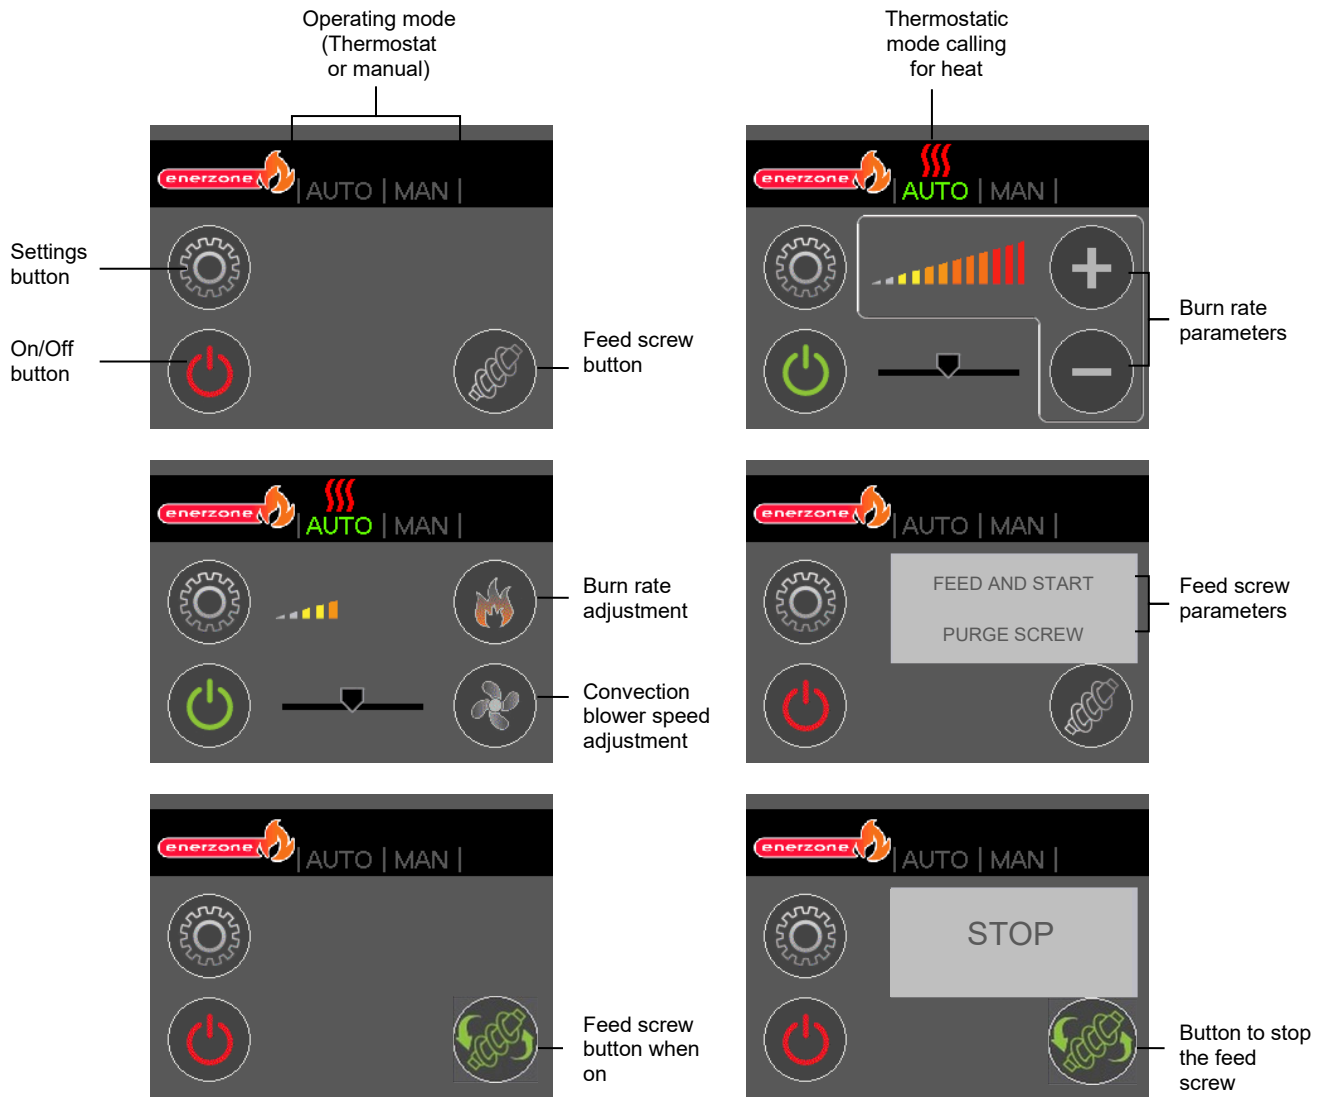 Operating mode
(Thermostat
or manual)
Thermostatic
mode calling
for heat
enerzone
| AUTO | MAN |
Settings
button
On/Off
button
Feed screw
button
enerzone
| AUTO | MAN |
Burn rate
parameters
enerzone
| AUTO | MAN |
Burn rate
adjustment
Convection
blower speed
adjustment
enerzone
| AUTO | MAN |
FEED AND START
PURGE SCREW
Feed screw
parameters
enerzone
| AUTO | MAN |
Feed screw
button when
on
enerzone
| AUTO | MAN |
STOP
Button to stop
the feed
screw